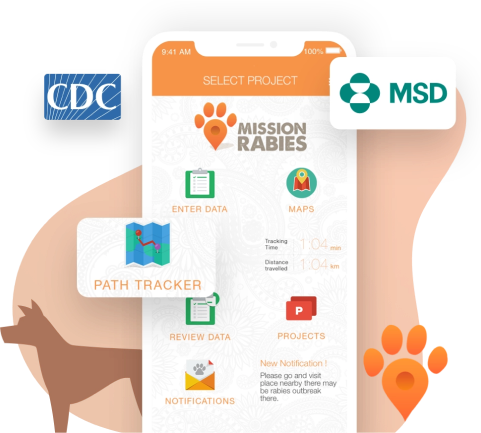 9:41 AM 100%
SELECT PROJECT
CDC
MSD
MISSION
RABIES
ENTER DATA
MAPS
Tracking
Time
1:04 min
Distance
travelled
1:04 km
PATH TRACKER
REVIEW DATA
P
PROJECTS
NOTIFICATIONS
New Notification !
Please go and visit
place nearby there may
be rabies outbreak
there.